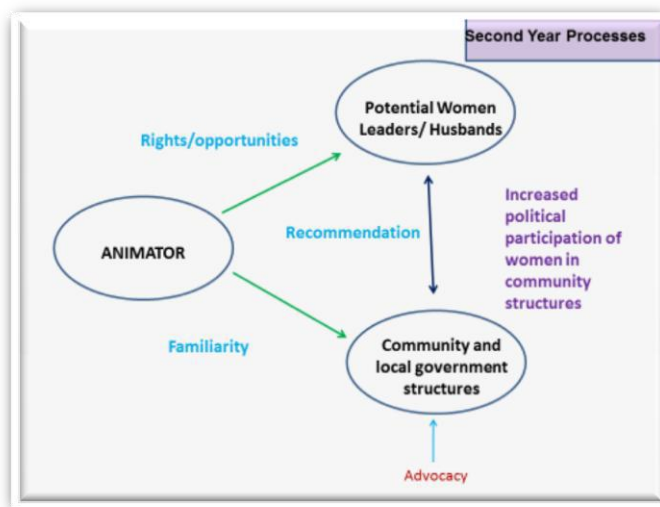 Second Year Processes
Potential Women
Leaders/ Husbands
Rights/opportunities
Increased
political
participation of
women in
community
structures
Recommendation
ANIMATOR
Familiarity
Community and
local government
structures
Advocacy